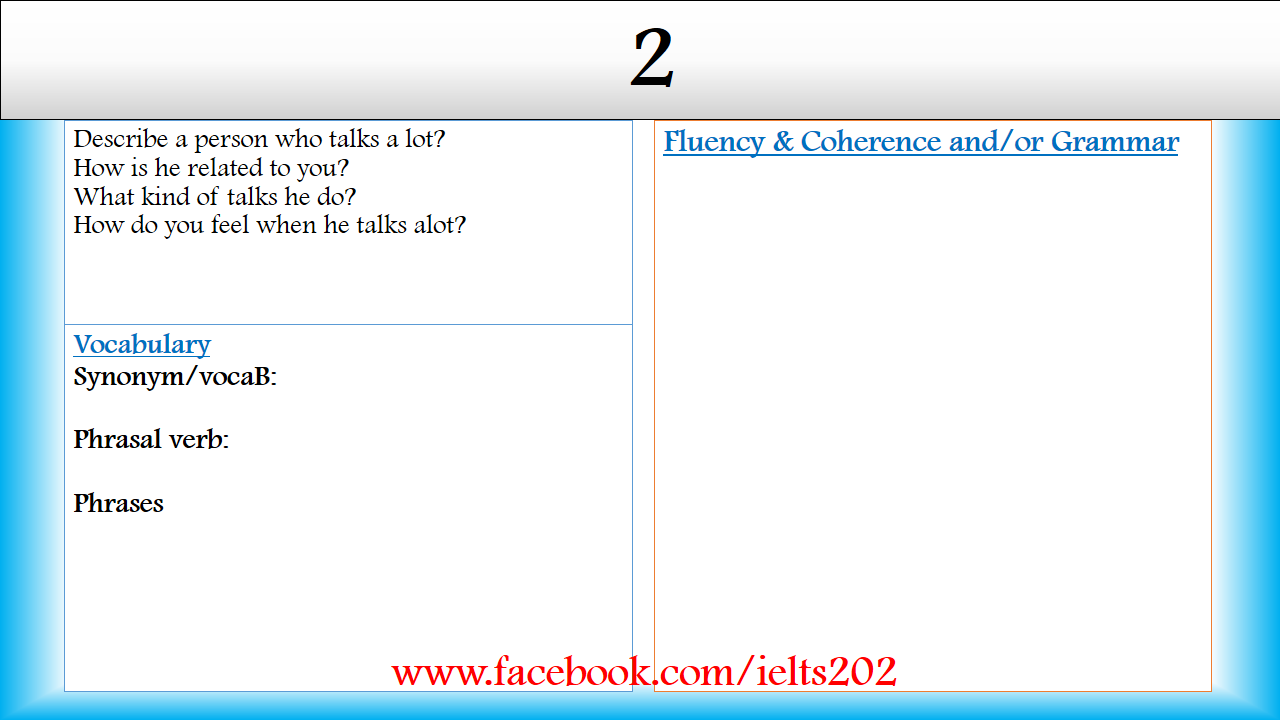 2
Describe a person who talks a lot?
How is he related to you?
What kind of talks he do?
How do you feel when he talks alot?
Vocabulary
Synonym/vocaB:
Phrasal verb:
Phrases
Fluency & Coherence and/or Grammar
www.facebook.com/ielts202